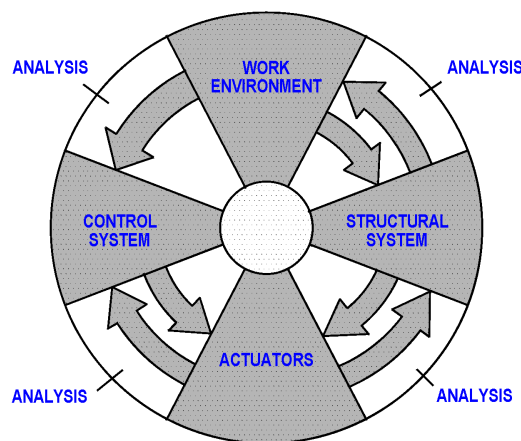 ANALYSIS
WORK
ENVIRONMENT
ANALYSIS
CONTROL
SYSTEM
STRUCTURAL
SYSTEM
ACTUATORS
ANALYSIS
ANALYSIS